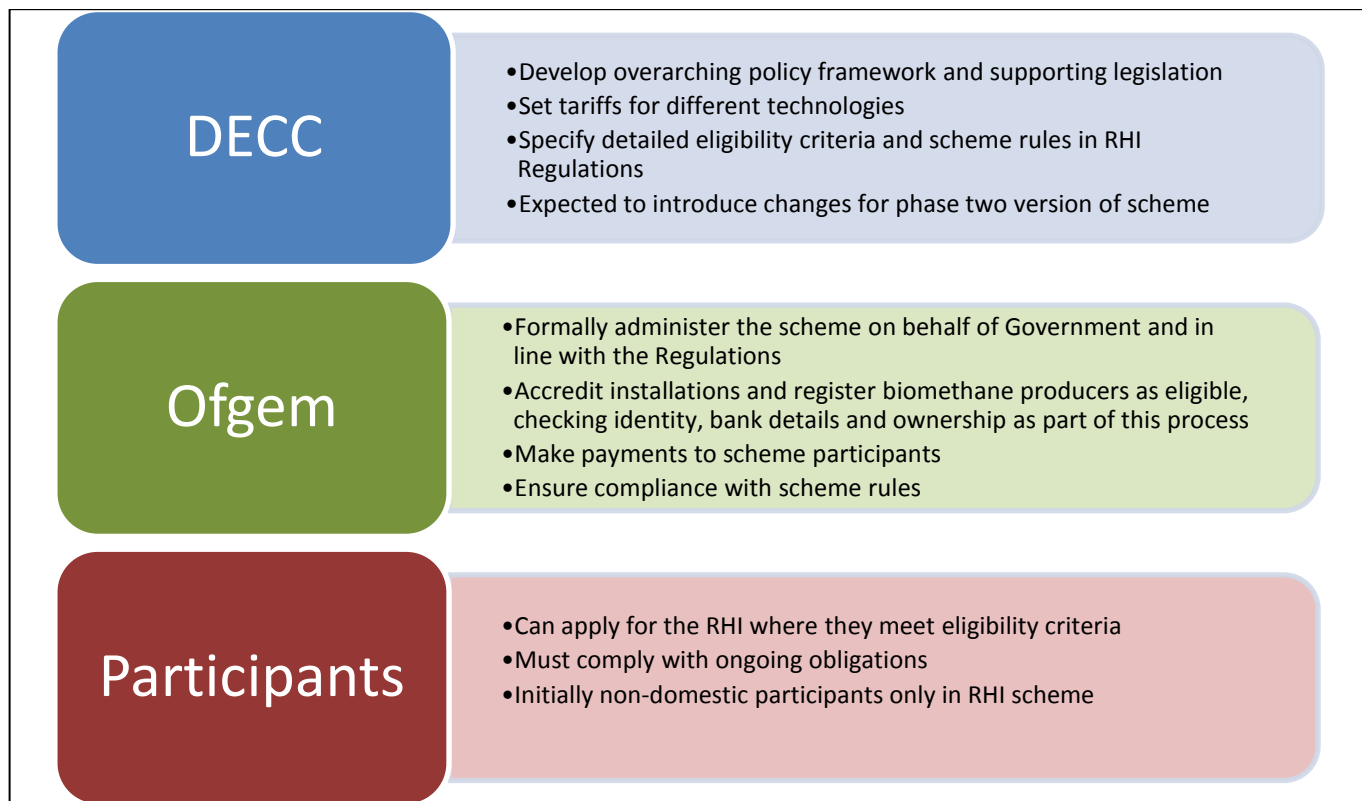 DECC
•Develop overarching policy framework and supporting legislation
•Set tariffs for different technologies
•Specify detailed eligibility criteria and scheme rules in RHI
Regulations
•Expected to introduce changes for phase two version of scheme
Ofgem
•Formally administer the scheme on behalf of Government and in
line with the Regulations
•Accredit installations and register biomethane producers as eligible,
checking identity, bank details and ownership as part of this process
•Make payments to scheme participants
•Ensure compliance with scheme rules
Participants
•Can apply for the RHI where they meet eligibility criteria
•Must comply with ongoing obligations
•Initially non-domestic participants only in RHI scheme